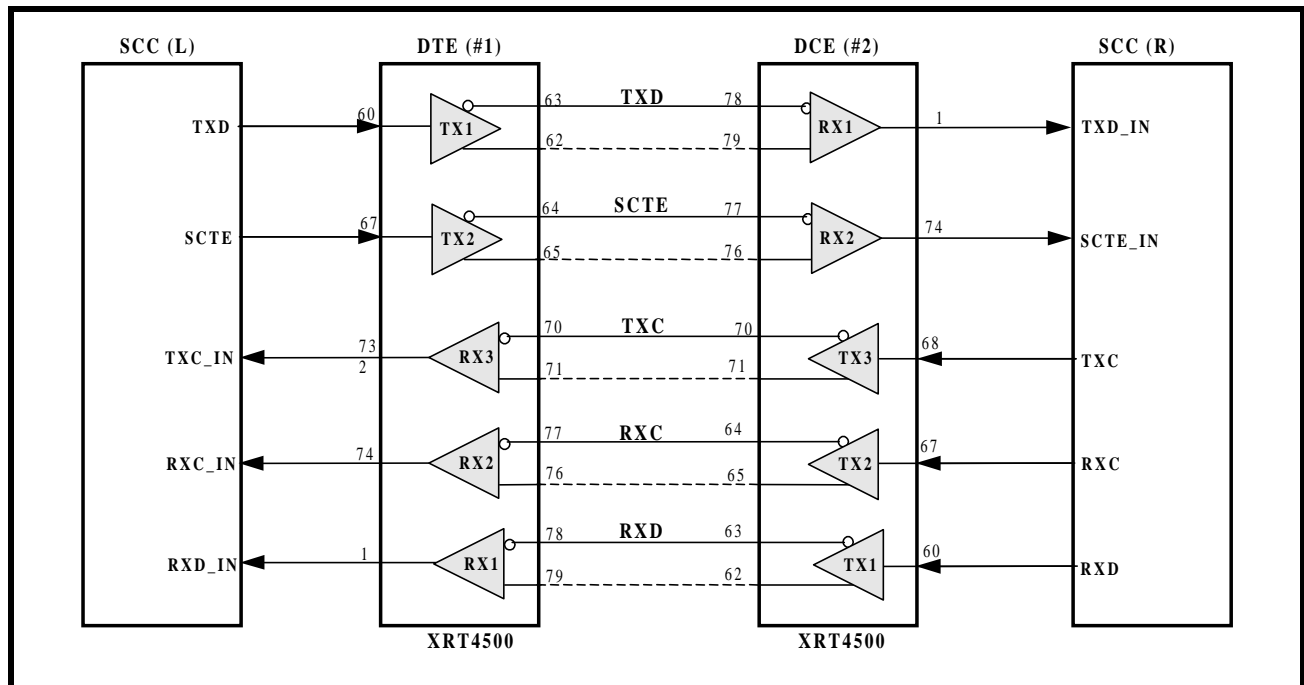 SCC (L) DTE (#1) DCE (#2) SCC (R)
63 TXD 78
60 1
TXD TX1 RX1 TXD_IN
62 79
64 SCTE 77
67 74
SCTE TX2 RX2 SCTE_IN
65 76
70 TXC 70
73 68
TXC_IN RX3 TX3 TXC
2
71 71
77 RXC 64
74 67
RXC_IN RX2 TX2 RXC
76 65
78 RXD 63
1 60
RXD_IN RX1 TX1 RXD
79 62
XRT4500 XRT4500